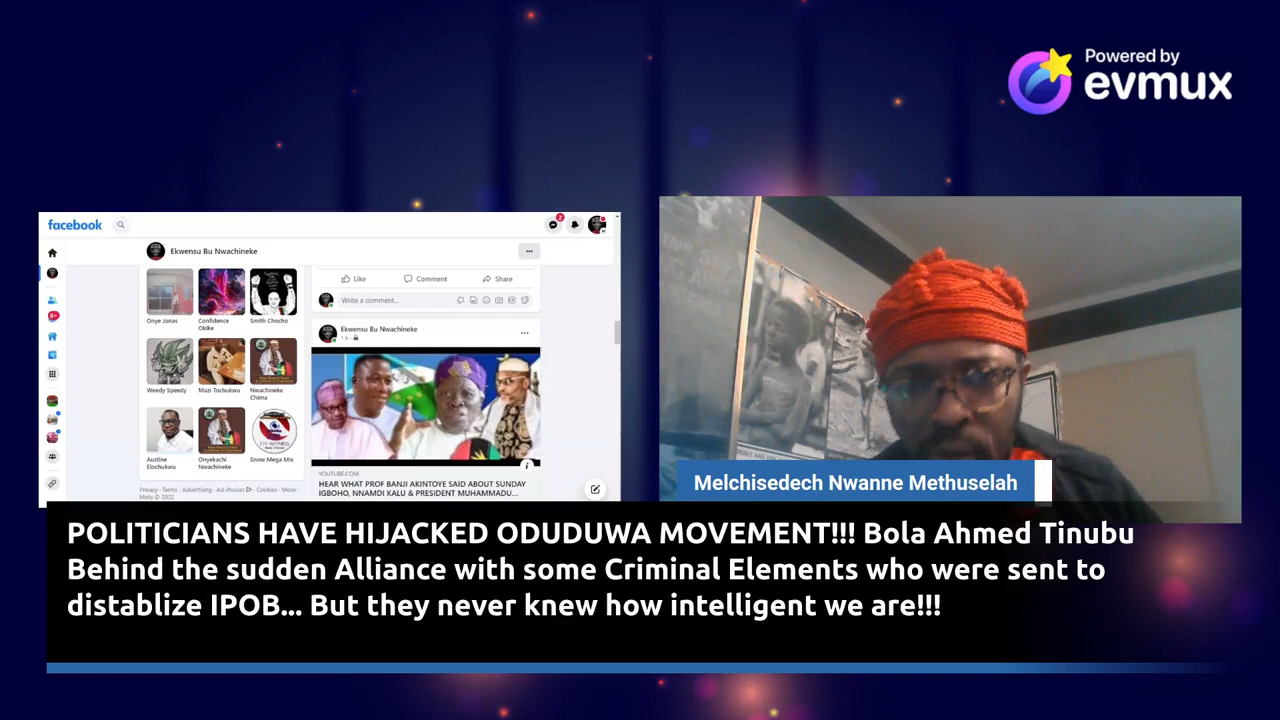 Powered by
evmux
facebook
2
Ekwensu Bu Nwachineke
Like
Comment
Share
Write a comment...
Onye Jonas
Confidence
Okike
Smith Chocho
Ekwensu Bu Nwachineke
1 h
Weedy Speedy
Mazi Tochukwu
Nwachineke
Chima
Austine
Elochukwu
Onyekachi
Nwachineke
Snow Mega Mix
Privacy · Terms · Advertising · Ad choices · Cookies · More ·
Meta © 2022
YOUTUBE.COM
HEAR WHAT PROF BANJI AKINTOYE SAID ABOUT SUNDAY
IGBOHO, NNAMDI KALU & PRESIDENT MUHAMMADU...
Melchisedech Nwanne Methuselah
POLITICIANS HAVE HIJACKED ODUDUWA MOVEMENT!!! Bola Ahmed Tinubu
Behind the sudden Alliance with some Criminal Elements who were sent to
distablize IPOB... But they never knew how intelligent we are!!!